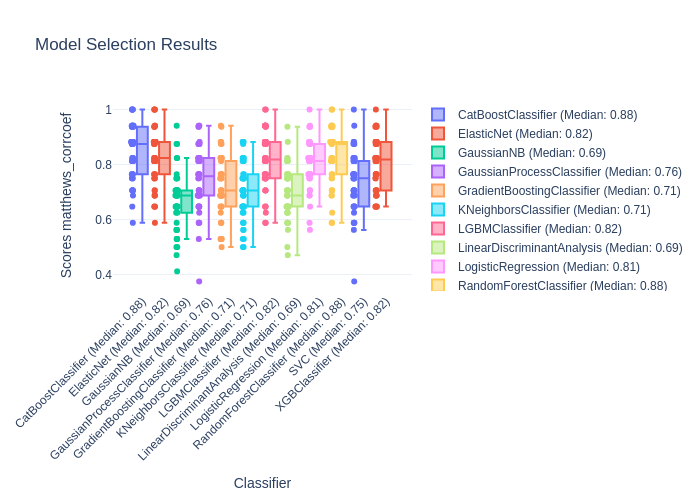 Model Selection Results
Scores matthews_corrcoef
1
0.8
0.6
0.4
CatBoostClassifier (Median: 0.88)
ElasticNet (Median: 0.82)
GaussianNB (Median: 0.69)
GaussianProcessClassifier (Median: 0.76)
GradientBoostingClassifier (Median: 0.71)
KNeighborsClassifier (Median: 0.71)
LGBMClassifier (Median: 0.82)
LinearDiscriminantAnalysis (Median: 0.69)
LogisticRegression (Median: 0.81)
RandomForestClassifier (Median: 0.88)
SVC (Median: 0.75)
XGBClassifier (Median: 0.82)
Classifier
CatBoostClassifier (Median: 0.88)
ElasticNet (Median: 0.82)
GaussianNB (Median: 0.69)
GaussianProcessClassifier (Median: 0.76)
GradientBoostingClassifier (Median: 0.71)
KNeighborsClassifier (Median: 0.71)
LGBMClassifier (Median: 0.82)
LinearDiscriminantAnalysis (Median: 0.69)
LogisticRegression (Median: 0.81)
RandomForestClassifier (Median: 0.88)